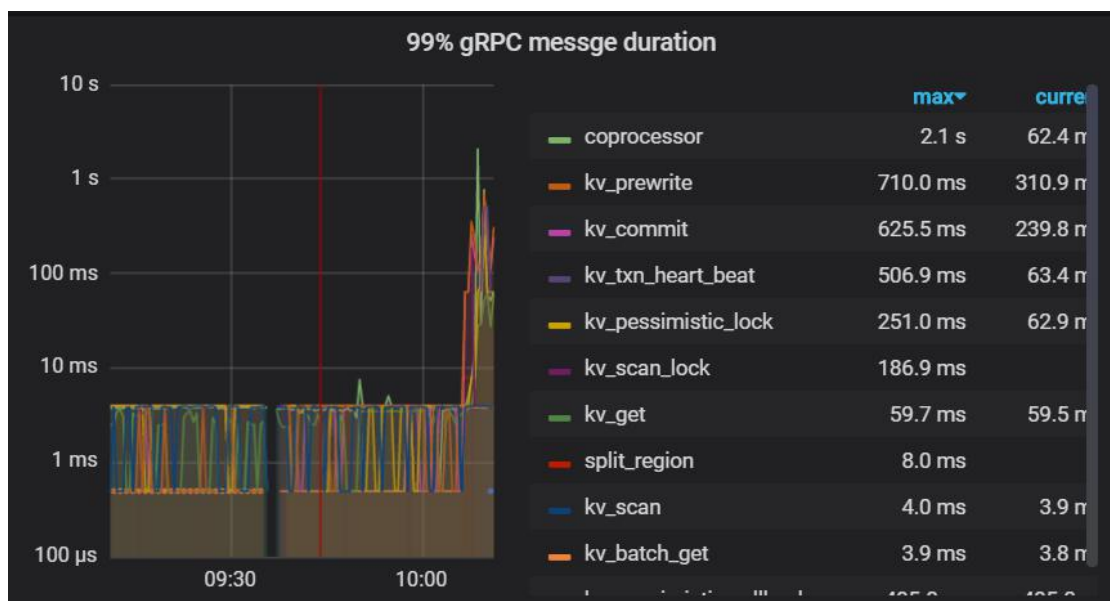 99% gRPC messge duration
10 s
1 s
100 ms
10 ms
1 ms
100 µs
09:30
10:00
max curre
coprocessor 2.1 s 62.4 m
kv_prewrite 710.0 ms 310.9 m
kv_commit 625.5 ms 239.8 m
kv_txn_heart_beat 506.9 ms 63.4 m
kv_pessimistic_lock 251.0 ms 62.9 m
kv_scan_lock 186.9 ms
kv_get 59.7 ms 59.5 m
split_region 8.0 ms
kv_scan 4.0 ms 3.9 m
kv_batch_get 3.9 ms 3.8 m